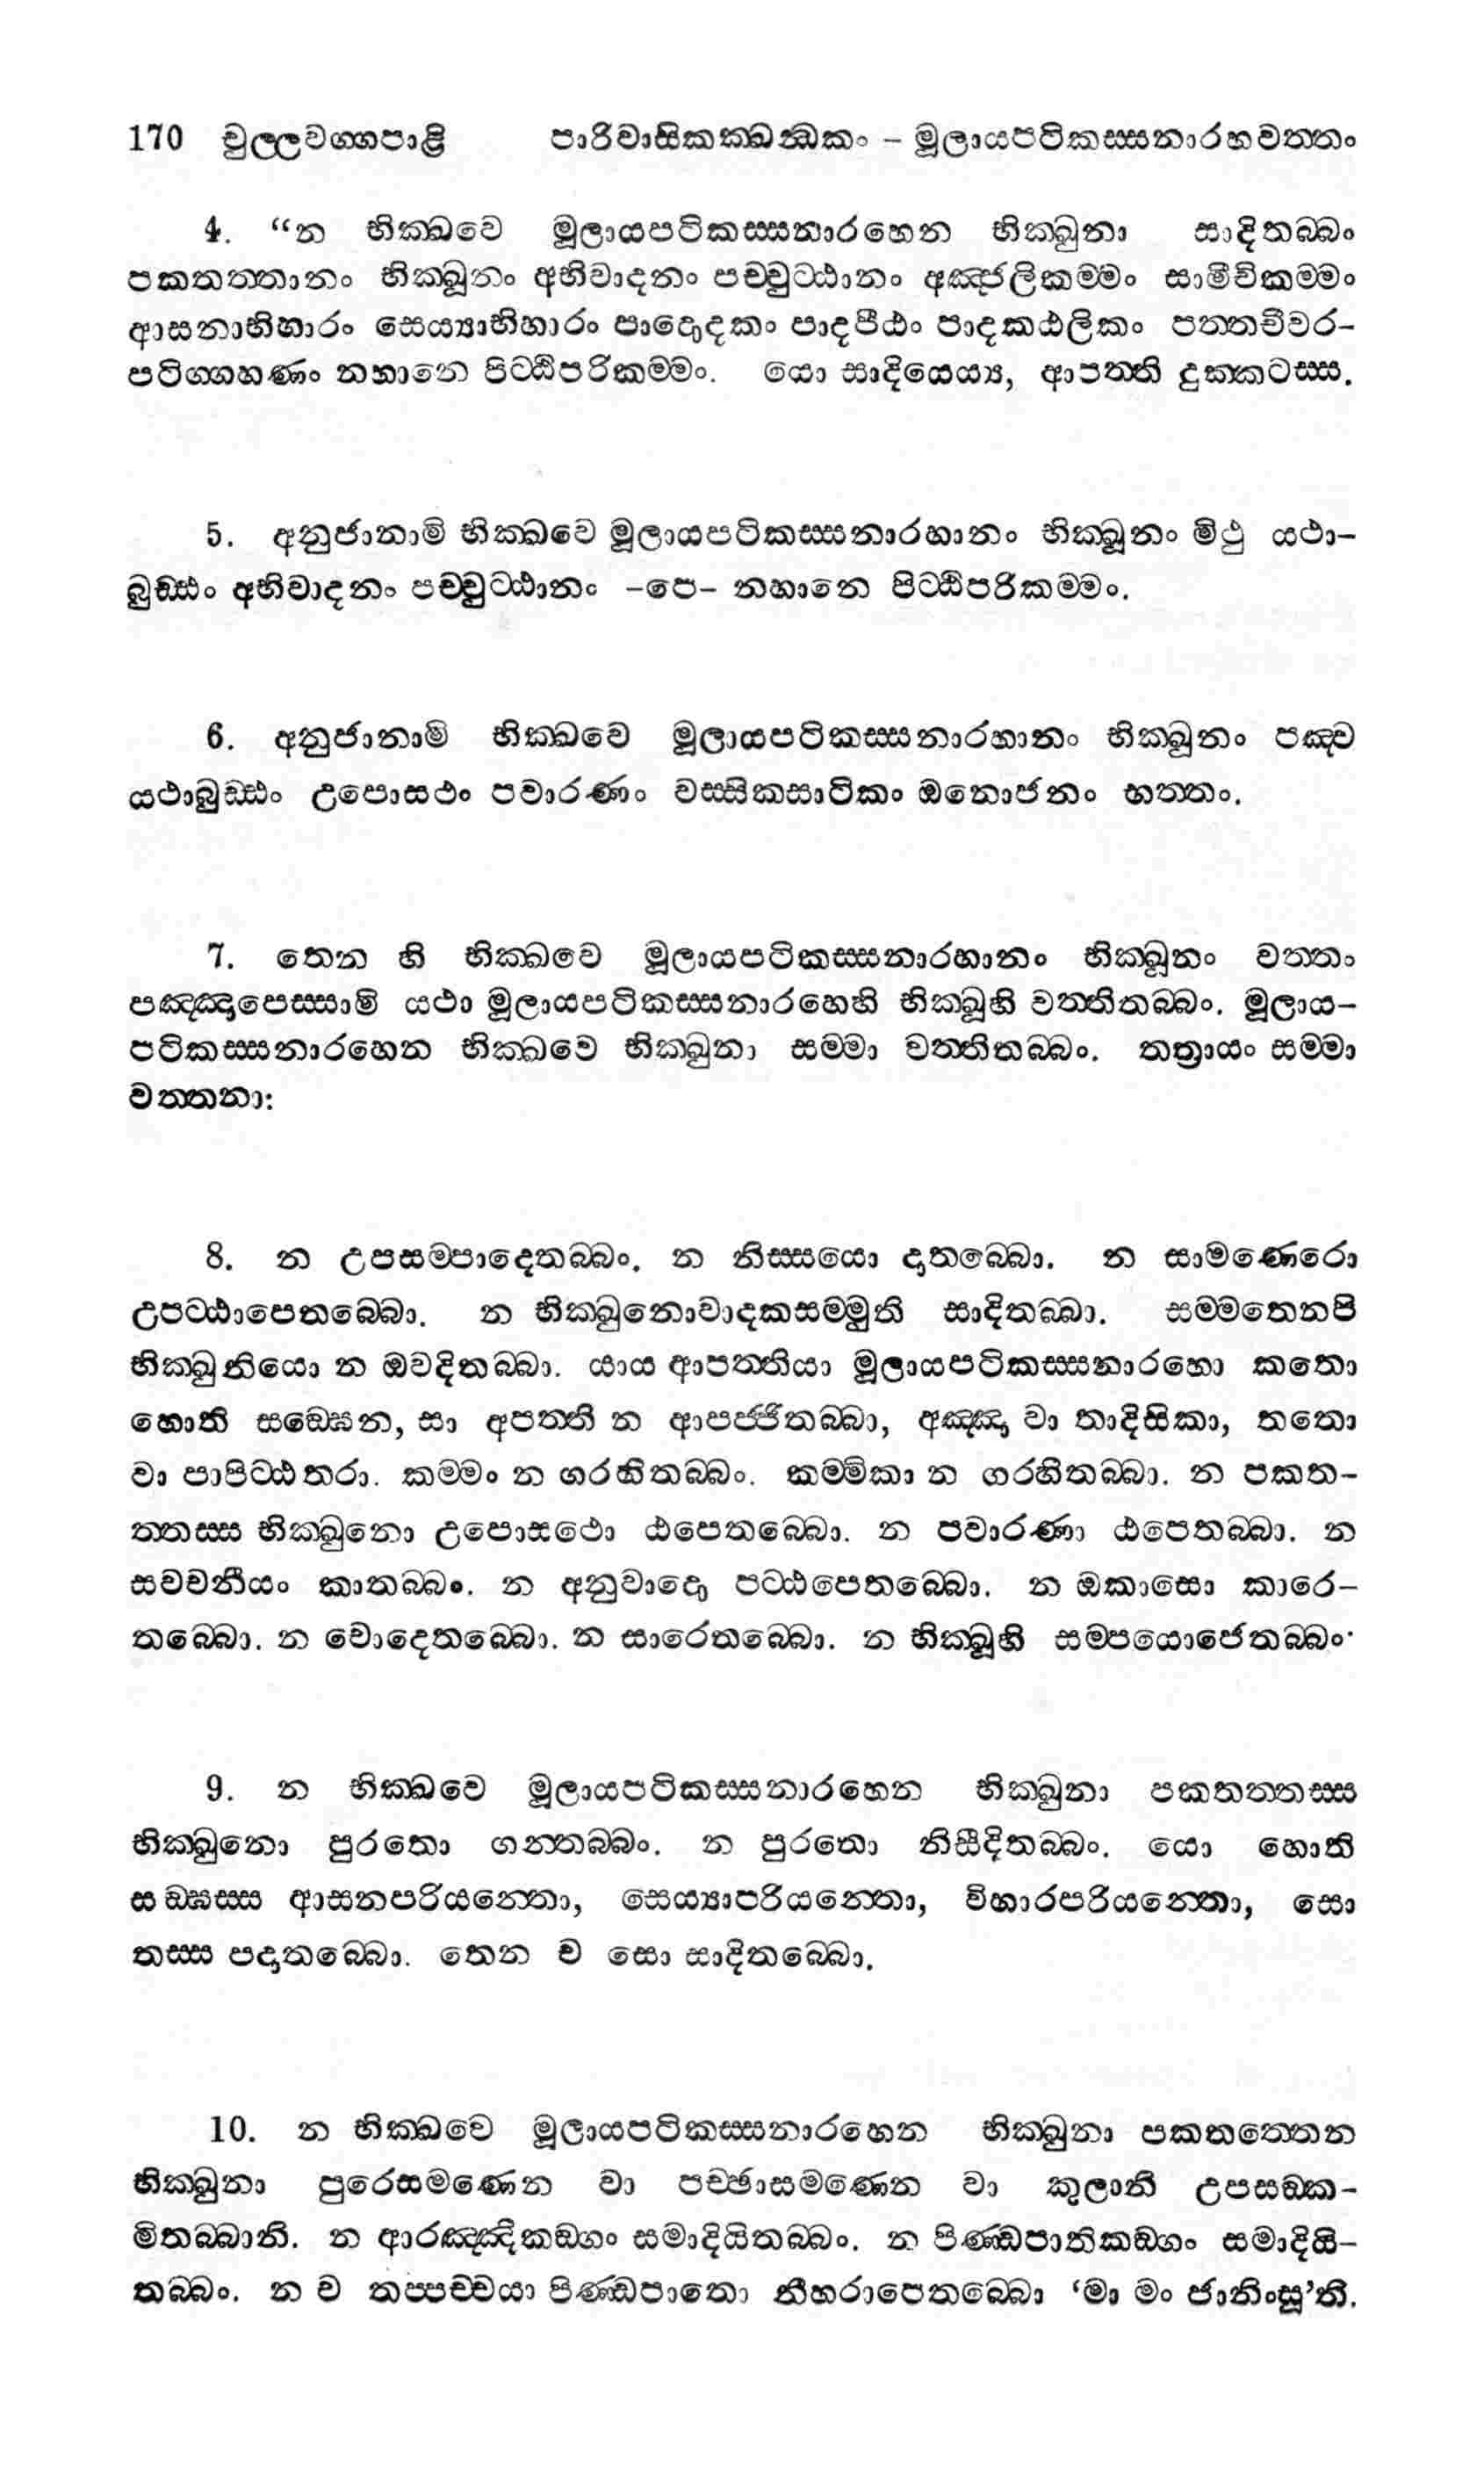 170 චුල්ලවග්ගපාළි පාරිවාසිකක්ඛන්ධකං – මූලායපටිකස්සනාරහවත්තං
4. “න භික්ඛවෙ මූලායපටිකස්සනාරහෙන භික්ඛුනා සාදිතබ්බං
පකතත්තානං භික්ඛූනං අභිවාදනං පච්චුට්ඨානං අඤ්ජලිකම්මං සාමීචිකම්මං
ආසනාභිහාරං සෙය්‍යාභිහාරං පාදොදකං පාදපීඨං පාදකඨලිකං පත්තචීවර-
පටිග්ගහණං නහානෙ පිට්ඨිපරිකම්මං. යො සාදියෙය්‍ය, ආපත්ති දුක්කටස්ස.
5. අනුජානාමි භික්ඛවෙ මූලායපටිකස්සනාරහානං භික්ඛූනං මිථු යථා-
බුඩ්ඪං අභිවාදනං පච්චුට්ඨානං -පෙ- නහානෙ පිට්ඨිපරිකම්මං.
6. අනුජානාමි භික්ඛවෙ මූලායපටිකස්සනාරහානං භික්ඛූනං පඤ්ච
යථාබුඩ්ඪං උපොසථං පවාරණං වස්සිකසාටිකං ඔනොජනං භත්තං.
7. තෙන හි භික්ඛවෙ මූලායපටිකස්සනාරහානං භික්ඛූනං වත්තං
පඤ්ඤාපෙස්සාමි යථා මූලායපටිකස්සනාරහෙහි භික්ඛූහි වත්තිතබ්බං. මූලාය-
පටිකස්සනාරහෙන භික්ඛවෙ භික්ඛුනා සම්මා වත්තිතබ්බං. තත්‍රායං සම්මා
වත්තනා:
8. න උපසම්පාදෙතබ්බං. න නිස්සයො දාතබ්බො. න සාමණෙරො
උපට්ඨාපෙතබ්බො. න භික්ඛුනොවාදකසම්මුති සාදිතබ්බා. සම්මතෙනපි
භික්ඛුනියො න ඔවදිතබ්බා. යාය ආපත්තියා මූලායපටිකස්සනාරහො කතො
හොති සඞ්ඝෙන, සා අපත්ති න ආපජ්ජිතබ්බා, අඤ්ඤා වා තාදිසිකා, තතො
වා පාපිට්ඨතරා. කම්මං න ගරහිතබ්බං. කම්මිකා න ගරහිතබ්බා. න පකත-
ත්තස්ස භික්ඛුනො උපොසථො ඨපෙතබ්බො. න පවාරණා ඨපෙතබ්බා. න
සවචනීයං කාතබ්බං. න අනුවාදො පට්ඨපෙතබ්බො. න ඔකාසො කාරෙ-
තබ්බො. න චොදෙතබ්බො. න සාරෙතබ්බො. න භික්ඛූහි සම්පයොජෙතබ්බං.
9. න භික්ඛවෙ මූලායපටිකස්සනාරහෙන භික්ඛුනා පකතත්තස්ස
භික්ඛුනො පුරතො ගන්තබ්බං. න පුරතො නිසීදිතබ්බං. යො හොති
සඞ්ඝස්ස ආසනපරියන්තො, සෙය්‍යාපරියන්තො, විහාරපරියන්තො, සො
තස්ස පදාතබ්බො. තෙන ච සො සාදිතබ්බො.
10. න භික්ඛවෙ මූලායපටිකස්සනාරහෙන භික්ඛුනා පකතත්තෙන
භික්ඛුනා පුරෙසමණෙන වා පච්ඡාසමණෙන වා කුලානි උපසඞ්ක-
මිතබ්බානි. න ආරඤ්ඤිකඞ්ගං සමාදියිතබ්බං. න පිණ්ඩපාතිකඞ්ගං සමාදියි-
තබ්බං. න ච තප්පච්චයා පිණ්ඩපාතො නීහරාපෙතබ්බො ‘මා මං ජානිංසූ’ති.